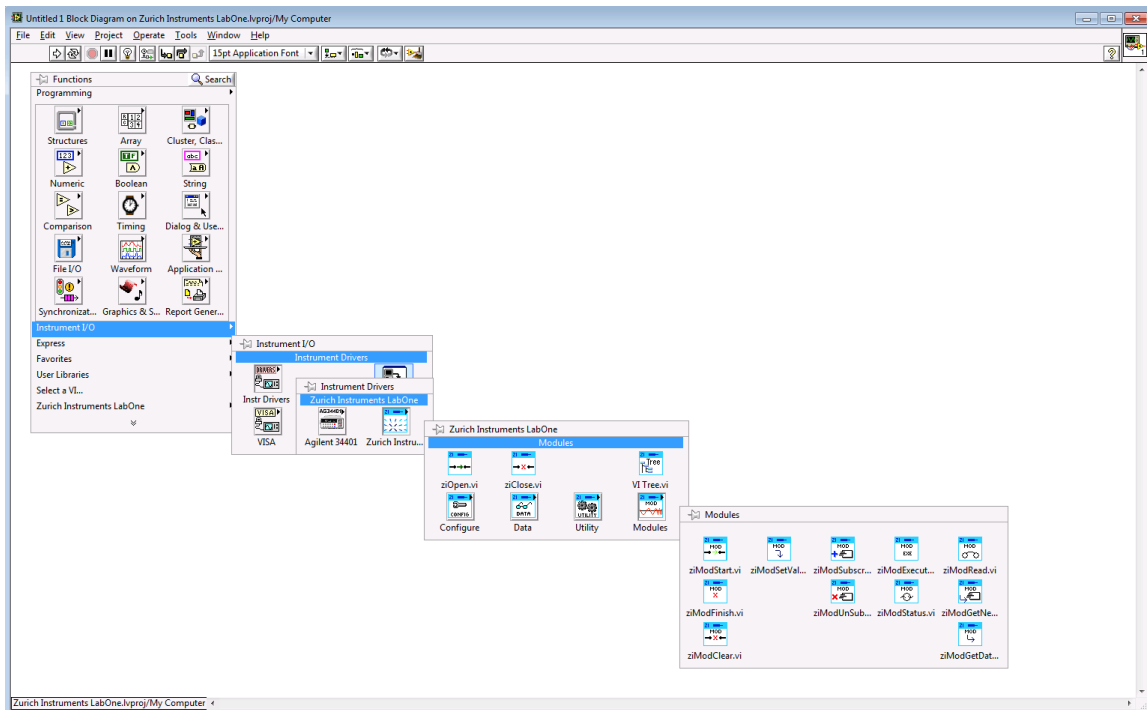 Untitled 1 Block Diagram on Zurich Instruments LabOne.lvproj/My Computer
File Edit View Project Operate Tools Window Help
15pt Application Font
Functions Search
Programming
Structures Array Cluster, Clas...
Numeric Boolean String
Comparison Timing Dialog & Use...
File I/O Waveform Application ...
Synchronizat... Graphics & S... Report Gener...
Instrument I/O
Express
Favorites
User Libraries
Select a VI...
Zurich Instruments LabOne
Instrument I/O
Instrument Drivers
Instr Drivers
VISA
Instrument Drivers
Zurich Instruments LabOne
Agilent 34401 Zurich Instru...
Zurich Instruments LabOne
Modules
ziOpen.vi ziClose.vi VI Tree.vi
Configure Data Utility Modules
Modules
ziModStart.vi ziModSetVal... ziModSubscr... ziModExecut... ziModRead.vi
ziModFinish.vi ziModUnSub... ziModStatus.vi ziModGetNe...
ziModClear.vi ziModGetDat...
Zurich Instruments LabOne.lvproj/My Computer